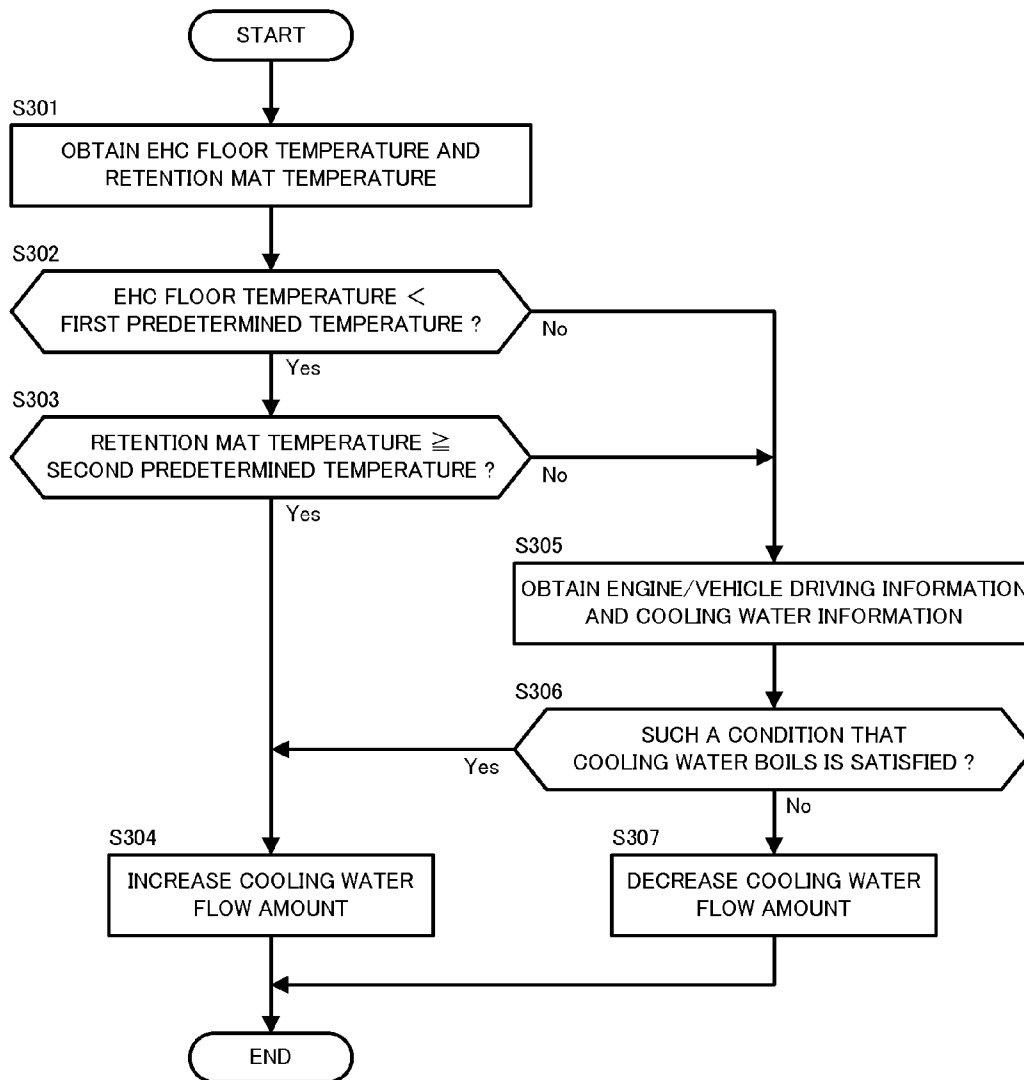 START
S301
OBTAIN EHC FLOOR TEMPERATURE AND
RETENTION MAT TEMPERATURE
S302
EHC FLOOR TEMPERATURE <
FIRST PREDETERMINED TEMPERATURE ?
No
Yes
S303
RETENTION MAT TEMPERATURE ≧
SECOND PREDETERMINED TEMPERATURE ?
No
Yes
S305
OBTAIN ENGINE/VEHICLE DRIVING INFORMATION
AND COOLING WATER INFORMATION
S306
SUCH A CONDITION THAT
COOLING WATER BOILS IS SATISFIED ?
Yes
No
S304
INCREASE COOLING WATER
FLOW AMOUNT
S307
DECREASE COOLING WATER
FLOW AMOUNT
END